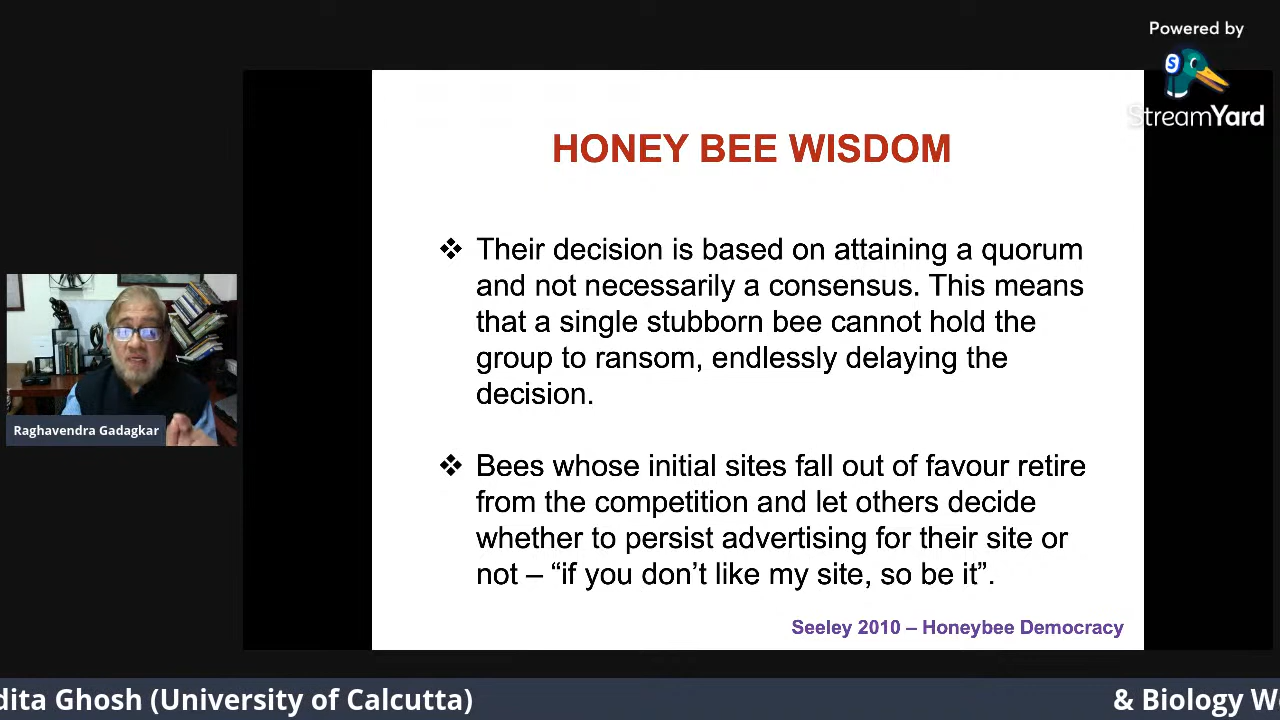 Powered by
S
StreamYard
HONEY BEE WISDOM
❖ Their decision is based on attaining a quorum
and not necessarily a consensus. This means
that a single stubborn bee cannot hold the
group to ransom, endlessly delaying the
decision.
❖ Bees whose initial sites fall out of favour retire
from the competition and let others decide
whether to persist advertising for their site or
not – “if you don’t like my site, so be it”.
Seeley 2010 – Honeybee Democracy
Raghavendra Gadagkar
dita Ghosh (University of Calcutta)
& Biology W